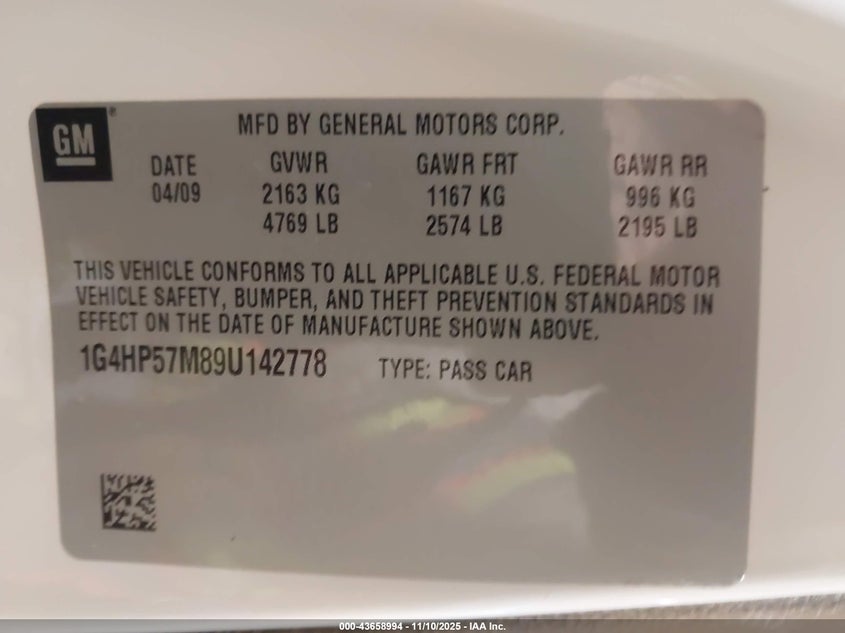 GM
®
MFD BY GENERAL MOTORS CORP.
DATE GVWR GAWR FRT GAWR RR
04/09 2163 KG 1167 KG 996 KG
4769 LB 2574 LB 2195 LB
THIS VEHICLE CONFORMS TO ALL APPLICABLE U.S. FEDERAL MOTOR
VEHICLE SAFETY, BUMPER, AND THEFT PREVENTION STANDARDS IN
EFFECT ON THE DATE OF MANUFACTURE SHOWN ABOVE.
1G4HP57M89U142778 TYPE: PASS CAR
000-43658994 - 11/10/2025 - IAA Inc.